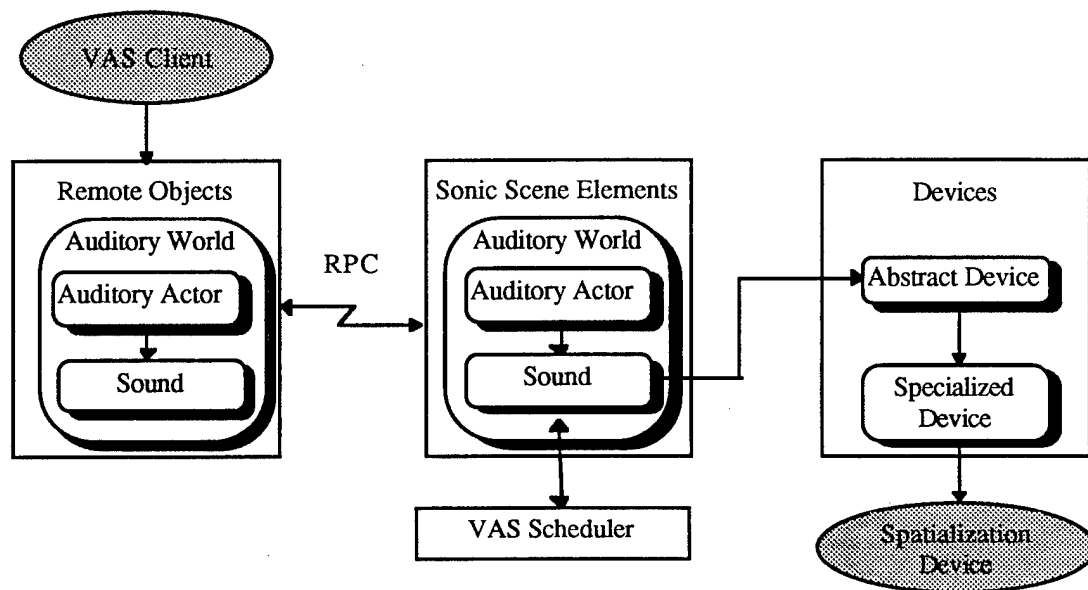 VAS Client
Remote Objects
Auditory World
Auditory Actor
Sound
RPC
Sonic Scene Elements
Auditory World
Auditory Actor
Sound
VAS Scheduler
Devices
Abstract Device
Specialized
Device
Spatialization
Device